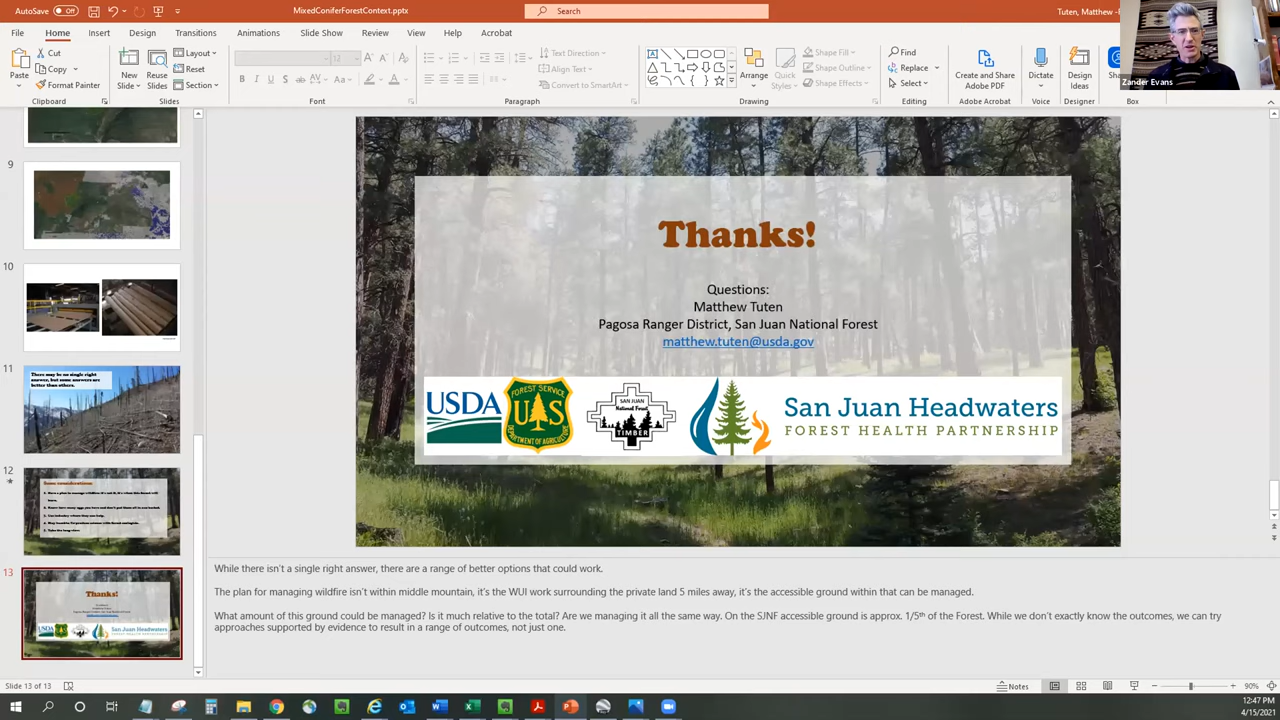 AutoSave Off
MixedConiferForestContext.pptx
Search
Tuten, Matthew
File Home Insert Design Transitions Animations Slide Show Review View Help Acrobat
Paste
Cut
Copy
Format Painter
Clipboard
New Slide
Reuse Slides
Layout
Reset
Section
Slides
12
B I U S ab AV Aa A
Font
Text Direction
Align Text
Convert to SmartArt
Paragraph
Arrange
Quick Styles
Shape Fill
Shape Outline
Shape Effects
Drawing
Find
Replace
Select
Editing
Create and Share Adobe PDF
Adobe Acrobat
Dictate
Voice
Design Ideas
Designer
Box
Zander Evans
9
10
11
There may be no single right
answer, but some answers are
better than others.
12
Some considerations:
13
Thanks!
Questions:
Matthew Tuten
Pagosa Ranger District, San Juan National Forest
matthew.tuten@usda.gov
USDA
FOREST SERVICE
U S
DEPARTMENT OF AGRICULTURE
SAN JUAN
National Forest
TIMBER
San Juan Headwaters
FOREST HEALTH PARTNERSHIP
While there isn't a single right answer, there are a range of better options that could work.
The plan for managing wildfire isn't within middle mountain, it's the WUI work surrounding the private land 5 miles away, it's the accessible ground within that can be managed.
What amount of this ground could be managed? Is it much relative to the total? Are we managing it all the same way. On the SJNF accessible ground is approx. 1/5th of the Forest. While we don't exactly know the outcomes, we can try
approaches supported by evidence to result in a range of outcomes, not just one.
Slide 13 of 13
Notes
90%
12:47 PM
4/15/2021